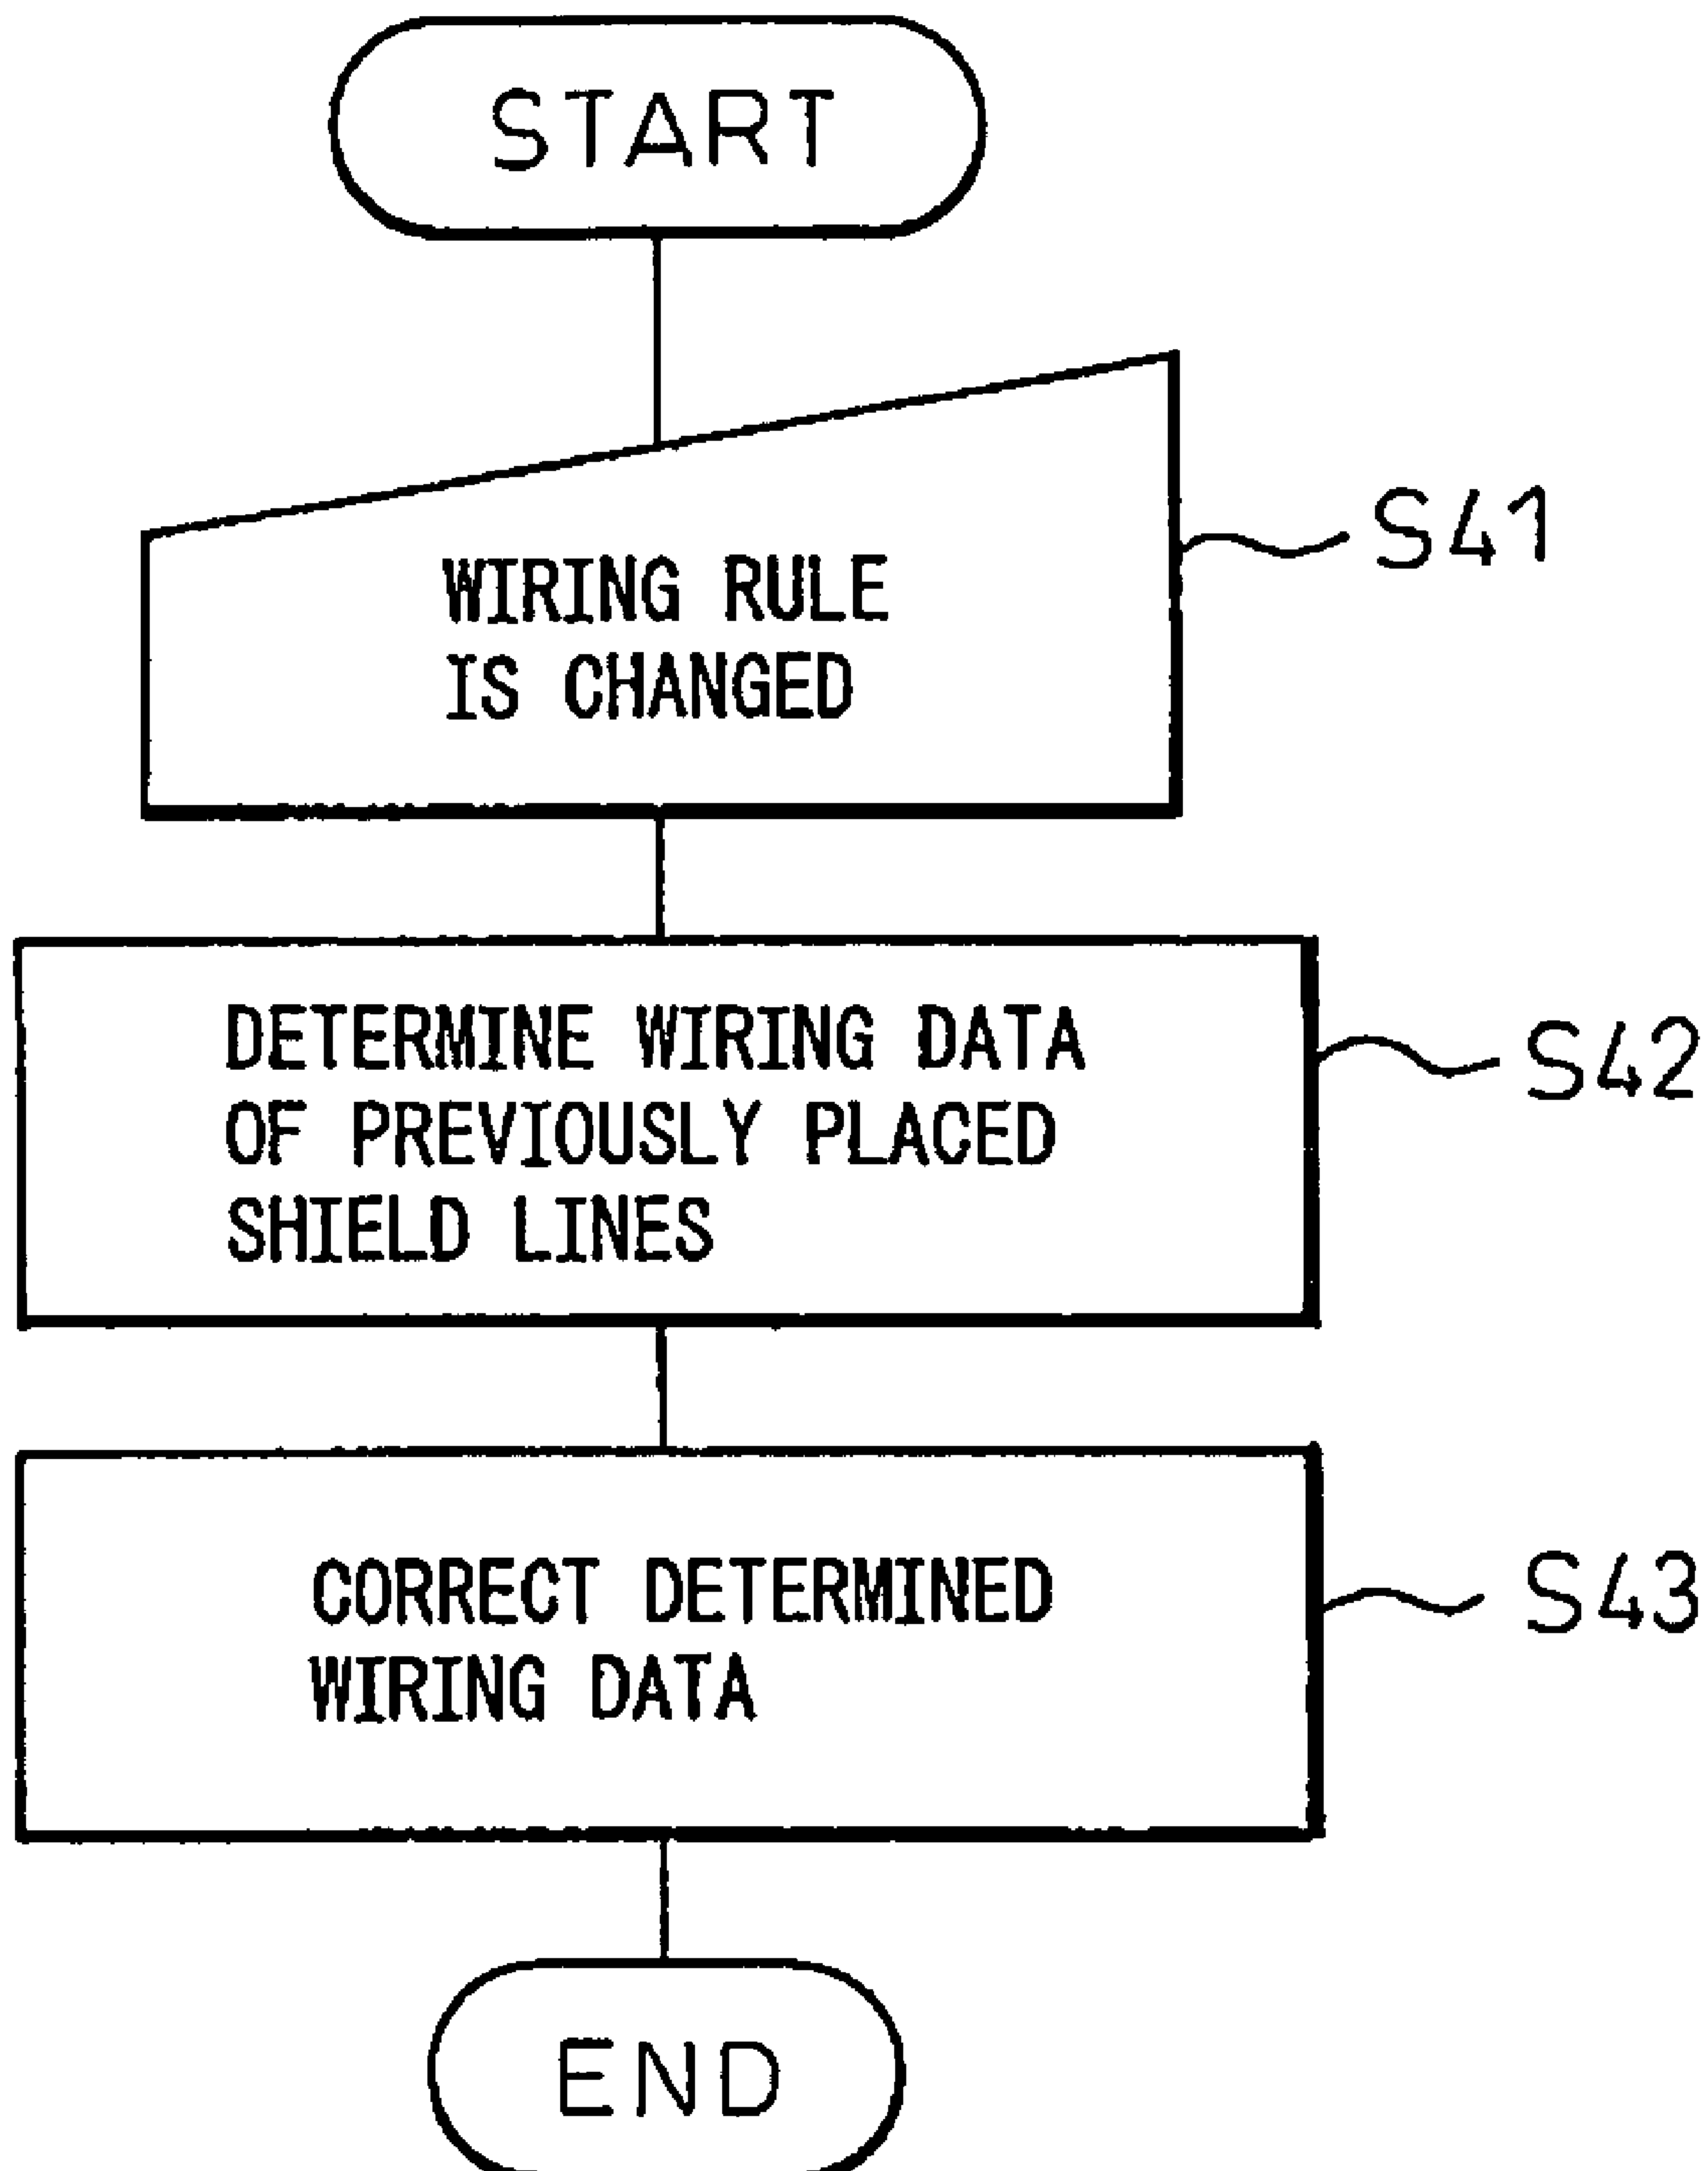 START
WIRING RULE
IS CHANGED
S41
DETERMINE WIRING DATA
OF PREVIOUSLY PLACED
SHIELD LINES
S42
CORRECT DETERMINED
WIRING DATA
S43
END